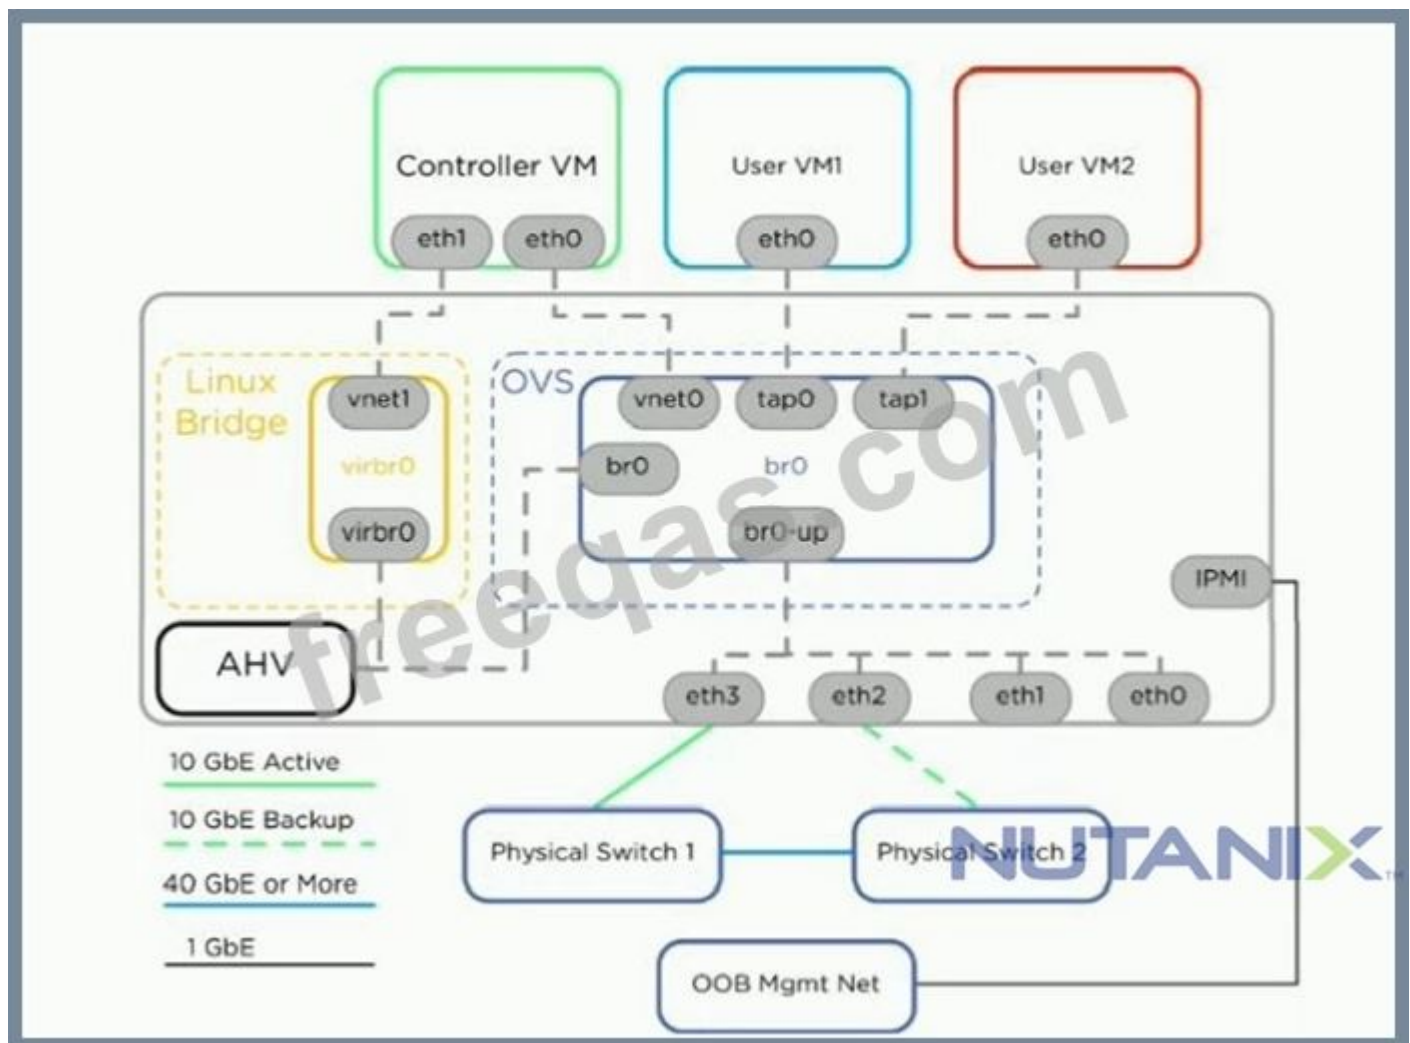 Controller VM
User VM1
User VM2
eth1
eth0
eth0
eth0
Linux
Bridge
OVS
vnet1
vnet0
tap0
tap1
virbr0
br0
br0
virbr0
br0-up
IPMI
AHV
eth3
eth2
eth1
eth0
10 GbE Active
10 GbE Backup
40 GbE or More
1 GbE
Physical Switch 1
Physical Switch 2
NUTANIX
TM
OOB Mgmt Net
freeqas.com